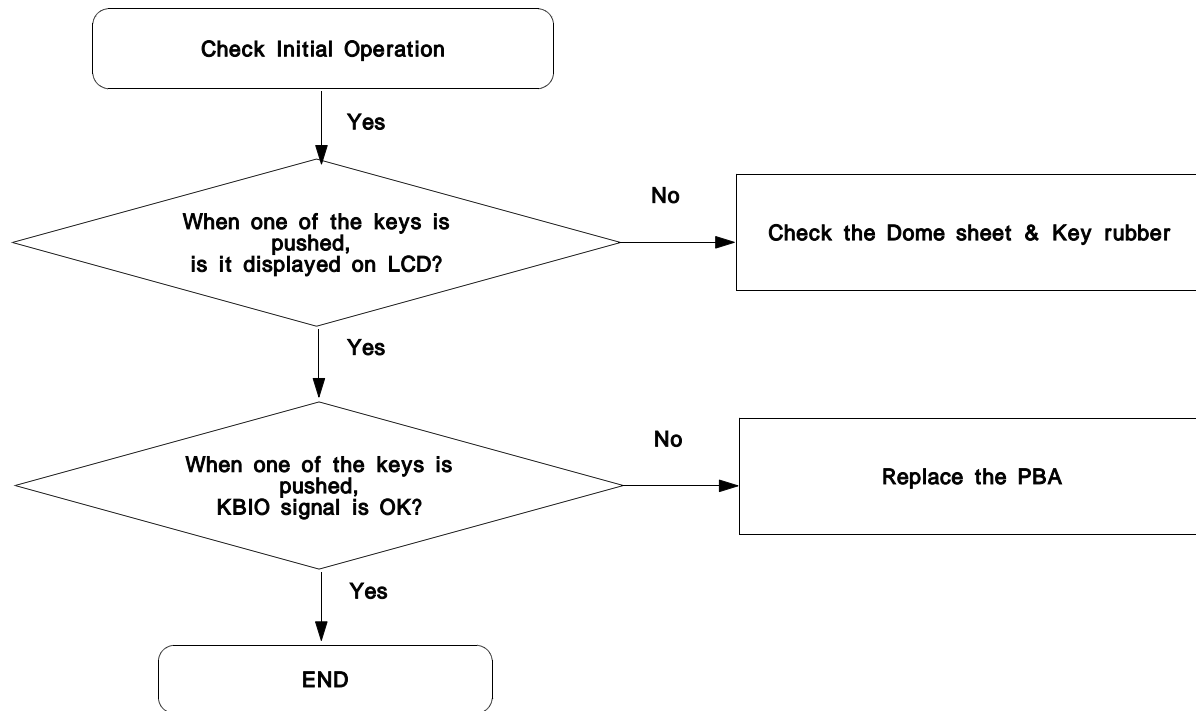 Check Initial Operation
Yes
When one of the keys is
pushed,
is it displayed on LCD?
No
Check the Dome sheet & Key rubber
Yes
When one of the keys is
pushed,
KBIO signal is OK?
No
Replace the PBA
Yes
END